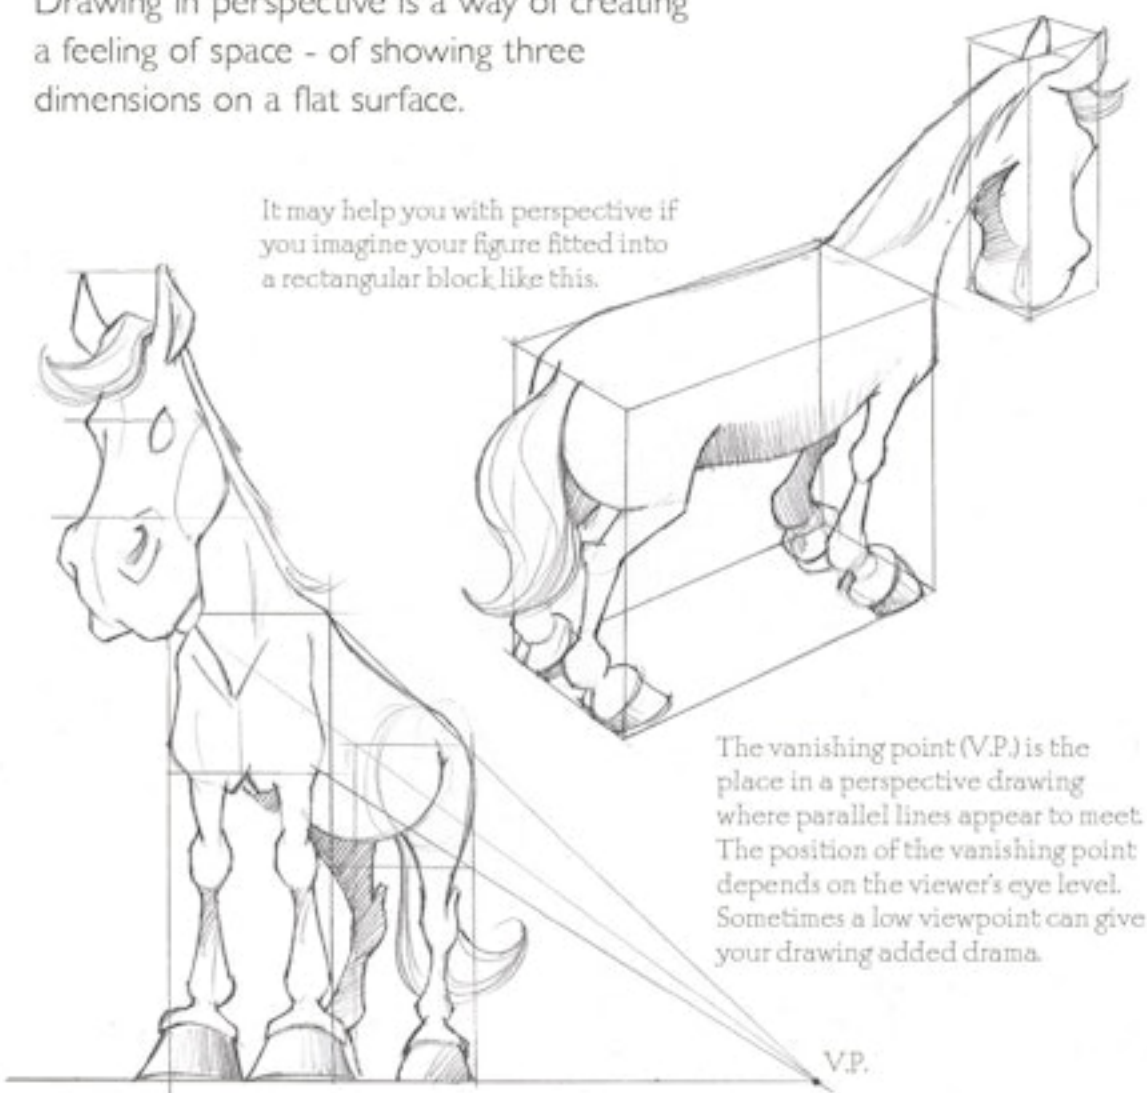 Drawing in perspective is a way of creating
a feeling of space - of showing three
dimensions on a flat surface.
It may help you with perspective if
you imagine your figure fitted into
a rectangular block like this.
The vanishing point (V.P.) is the
place in a perspective drawing
where parallel lines appear to meet.
The position of the vanishing point
depends on the viewer's eye level.
Sometimes a low viewpoint can give
your drawing added drama.
V.P.